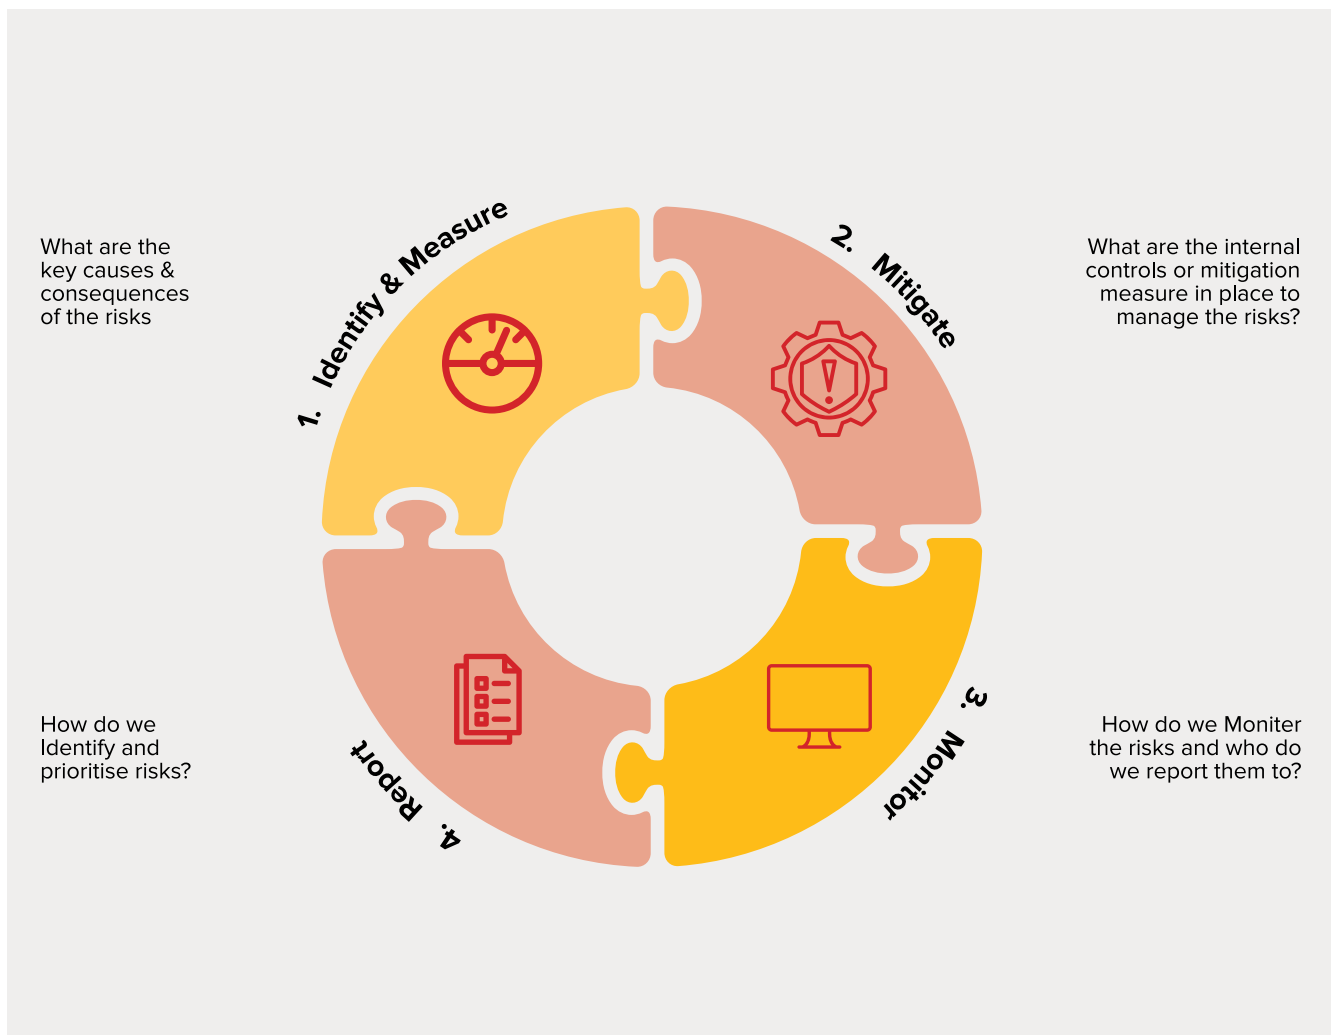 1. Identify & Measure
What are the
key causes &
consequences
of the risks
2. Mitigate
What are the internal
controls or mitigation
measure in place to
manage the risks?
3. Monitor
How do we Moniter
the risks and who do
we report them to?
4. Report
How do we
Identify and
prioritise risks?